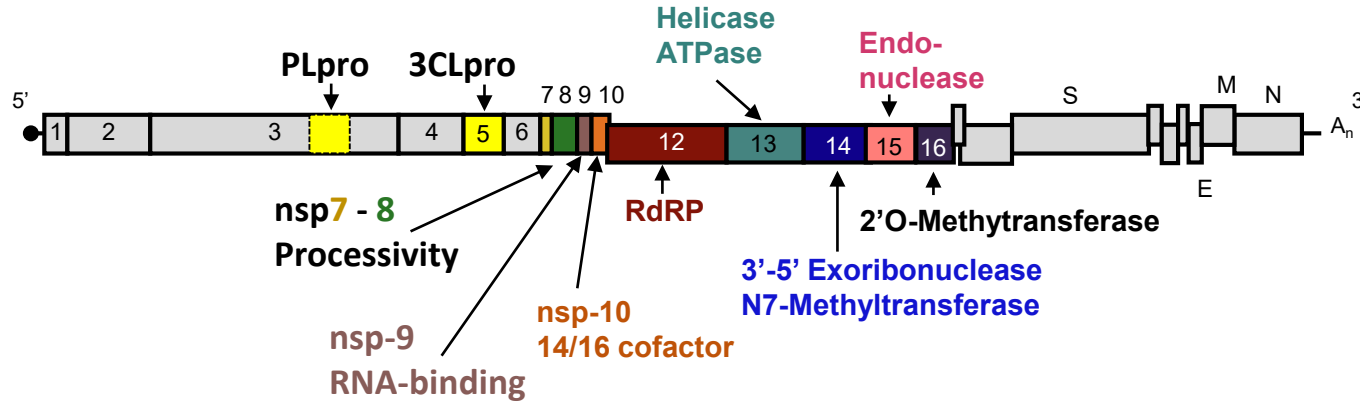 Helicase
ATPase
Endo-
nuclease
PLpro
3CLpro
5’
7 8 9 10
S
M
N
3
1
2
3
4
5
6
12
13
14
15
16
An
E
nsp7 - 8
Processivity
RdRP
2’O-Methytransferase
3’-5’ Exoribonuclease
N7-Methyltransferase
nsp-10
14/16 cofactor
nsp-9
RNA-binding